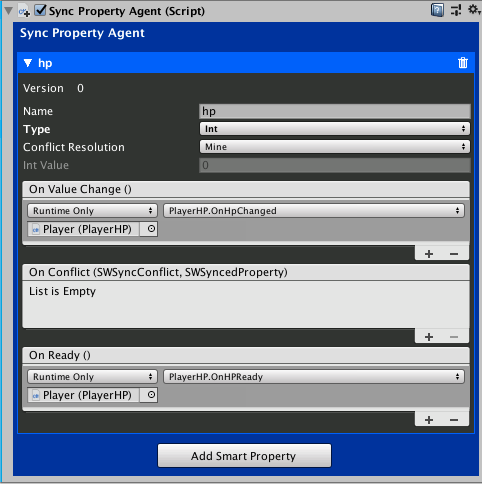 Sync Property Agent (Script)
Sync Property Agent
hp
Version 0
Name hp
Type Int
Conflict Resolution Mine
Int Value 0
On Value Change ()
Runtime Only PlayerHP.OnHpChanged
Player (PlayerHP)
On Conflict (SWSyncConflict, SWSyncedProperty)
List is Empty
On Ready ()
Runtime Only PlayerHP.OnHPReady
Player (PlayerHP)
Add Smart Property